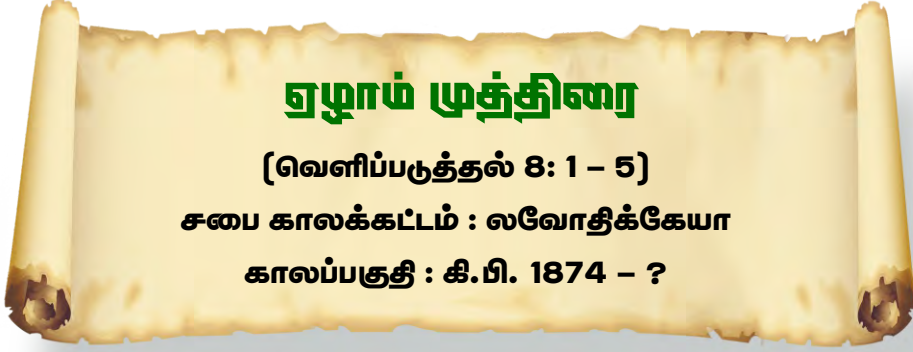 ஏழாம் முத்திரை
(வெளிப்படுத்தல் 8: 1 – 5)
சபை காலக்கட்டம் : லவோதிக்கேயா
காலப்பகுதி : கி.பி. 1874 – ?